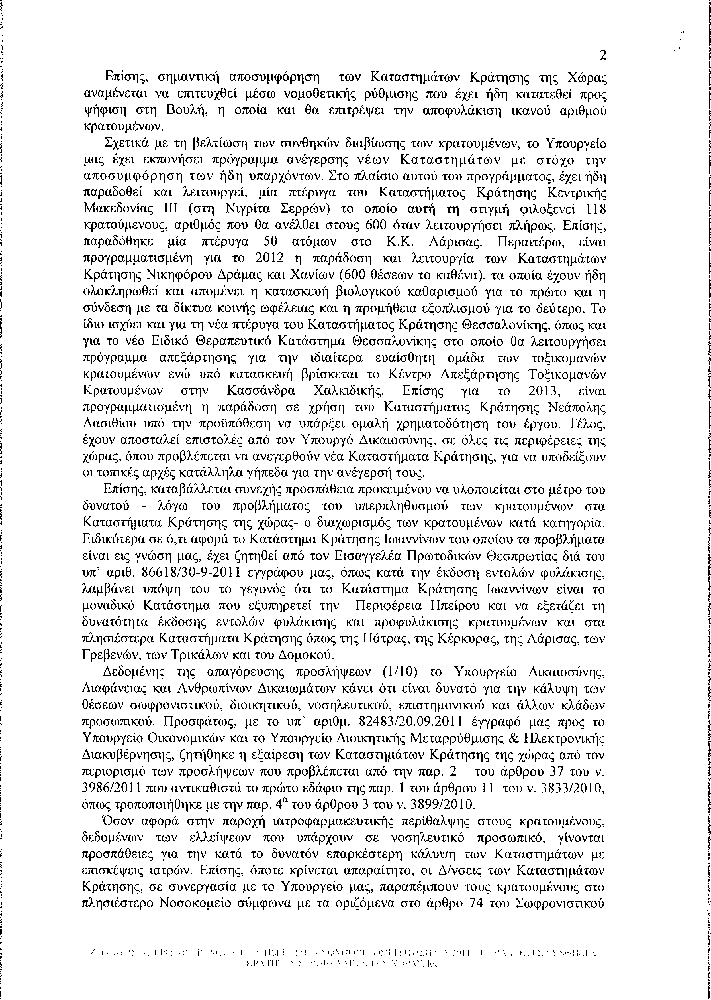 2
Επίσης, σημαντική αποσυμφόρηση των Καταστημάτων Κράτησης της Χώρας
αναμένεται να επιτευχθεί μέσω νομοθετικής ρύθμισης που έχει ήδη κατατεθεί προς
ψήφιση στη Βουλή, η οποία και θα επιτρέψει την αποφυλάκιση ικανού αριθμού
κρατουμένων.
Σχετικά με τη βελτίωση των συνθηκών διαβίωσης των κρατουμένων, το Υπουργείο
μας έχει εκπονήσει πρόγραμμα ανέγερσης νέων Καταστημάτων με στόχο την
αποσυμφόρηση των ήδη υπαρχόντων. Στο πλαίσιο αυτού του προγράμματος, έχει ήδη
παραδοθεί και λειτουργεί, μία πτέρυγα του Καταστήματος Κράτησης Κεντρικής
Μακεδονίας ΙΙΙ (στη Νιγρίτα Σερρών) το οποίο αυτή τη στιγμή φιλοξενεί 118
κρατούμενους, αριθμός που θα ανέλθει στους 600 όταν λειτουργήσει πλήρως. Επίσης,
παραδόθηκε μία πτέρυγα 50 ατόμων στο Κ.Κ. Λάρισας. Περαιτέρω, είναι
προγραμματισμένη για το 2012 η παράδοση και λειτουργία των Καταστημάτων
Κράτησης Νικηφόρου Δράμας και Χανίων (600 θέσεων το καθένα), τα οποία έχουν ήδη
ολοκληρωθεί και απομένει η κατασκευή βιολογικού καθαρισμού για το πρώτο και η
σύνδεση με τα δίκτυα κοινής ωφέλειας και η προμήθεια εξοπλισμού για το δεύτερο. Το
ίδιο ισχύει και για τη νέα πτέρυγα του Καταστήματος Κράτησης Θεσσαλονίκης, όπως και
για το νέο Ειδικό Θεραπευτικό Κατάστημα Θεσσαλονίκης στο οποίο θα λειτουργήσει
πρόγραμμα απεξάρτησης για την ιδιαίτερα ευαίσθητη ομάδα των τοξικομανών
κρατουμένων ενώ υπό κατασκευή βρίσκεται το Κέντρο Απεξάρτησης Τοξικομανών
Κρατουμένων στην Κασσάνδρα Χαλκιδικής. Επίσης για το 2013, είναι
προγραμματισμένη η παράδοση σε χρήση του Καταστήματος Κράτησης Νεάπολης
Λασιθίου υπό την προϋπόθεση να υπάρξει ομαλή χρηματοδότηση του έργου. Τέλος,
έχουν αποσταλεί επιστολές από τον Υπουργό Δικαιοσύνης, σε όλες τις περιφέρειες της
χώρας, όπου προβλέπεται να ανεγερθούν νέα Καταστήματα Κράτησης, για να υποδείξουν
οι τοπικές αρχές κατάλληλα γήπεδα για την ανέγερσή τους.
Επίσης, καταβάλλεται συνεχής προσπάθεια προκειμένου να υλοποιείται στο μέτρο του
δυνατού - λόγω του προβλήματος του υπερπληθυσμού των κρατουμένων στα
Καταστήματα Κράτησης της χώρας- ο διαχωρισμός των κρατουμένων κατά κατηγορία.
Ειδικότερα σε ό,τι αφορά το Κατάστημα Κράτησης Ιωαννίνων του οποίου τα προβλήματα
είναι εις γνώση μας, έχει ζητηθεί από τον Εισαγγελέα Πρωτοδικών Θεσπρωτίας διά του
υπ’ αριθ. 86618/30-9-2011 εγγράφου μας, όπως κατά την έκδοση εντολών φυλάκισης,
λαμβάνει υπόψη του το γεγονός ότι το Κατάστημα Κράτησης Ιωαννίνων είναι το
μοναδικό Κατάστημα που εξυπηρετεί την Περιφέρεια Ηπείρου και να εξετάζει τη
δυνατότητα έκδοσης εντολών φυλάκισης και προφυλάκισης κρατουμένων και στα
πλησιέστερα Καταστήματα Κράτησης όπως της Πάτρας, της Κέρκυρας, της Λάρισας, των
Γρεβενών, των Τρικάλων και του Δομοκού.
Δεδομένης της απαγόρευσης προσλήψεων (1/10) το Υπουργείο Δικαιοσύνης,
Διαφάνειας και Ανθρωπίνων Δικαιωμάτων κάνει ότι είναι δυνατό για την κάλυψη των
θέσεων σωφρονιστικού, διοικητικού, νοσηλευτικού, επιστημονικού και άλλων κλάδων
προσωπικού. Προσφάτως, με το υπ’ αριθμ. 82483/20.09.2011 έγγραφό μας προς το
Υπουργείο Οικονομικών και το Υπουργείο Διοικητικής Μεταρρύθμισης & Ηλεκτρονικής
Διακυβέρνησης, ζητήθηκε η εξαίρεση των Καταστημάτων Κράτησης της χώρας από τον
περιορισμό των προσλήψεων που προβλέπεται από την παρ. 2 του άρθρου 37 του ν.
3986/2011 που αντικαθιστά το πρώτο εδάφιο της παρ. 1 του άρθρου 11 του ν. 3833/2010,
όπως τροποποιήθηκε με την παρ. 4α του άρθρου 3 του ν. 3899/2010.
Όσον αφορά στην παροχή ιατροφαρμακευτικής περίθαλψης στους κρατουμένους,
δεδομένων των ελλείψεων που υπάρχουν σε νοσηλευτικό προσωπικό, γίνονται
προσπάθειες για την κατά το δυνατόν επαρκέστερη κάλυψη των Καταστημάτων με
επισκέψεις ιατρών. Επίσης, όποτε κρίνεται απαραίτητο, οι Δ/νσεις των Καταστημάτων
Κράτησης, σε συνεργασία με το Υπουργείο μας, παραπέμπουν τους κρατουμένους στο
πλησιέστερο Νοσοκομείο σύμφωνα με τα οριζόμενα στο άρθρο 74 του Σωφρονιστικού
ΚΡΑΤΗΣΗΣ ΣΤΙΣ ΦΥΛΑΚΕΣ ΤΗΣ ΧΩΡΑΣ.doc